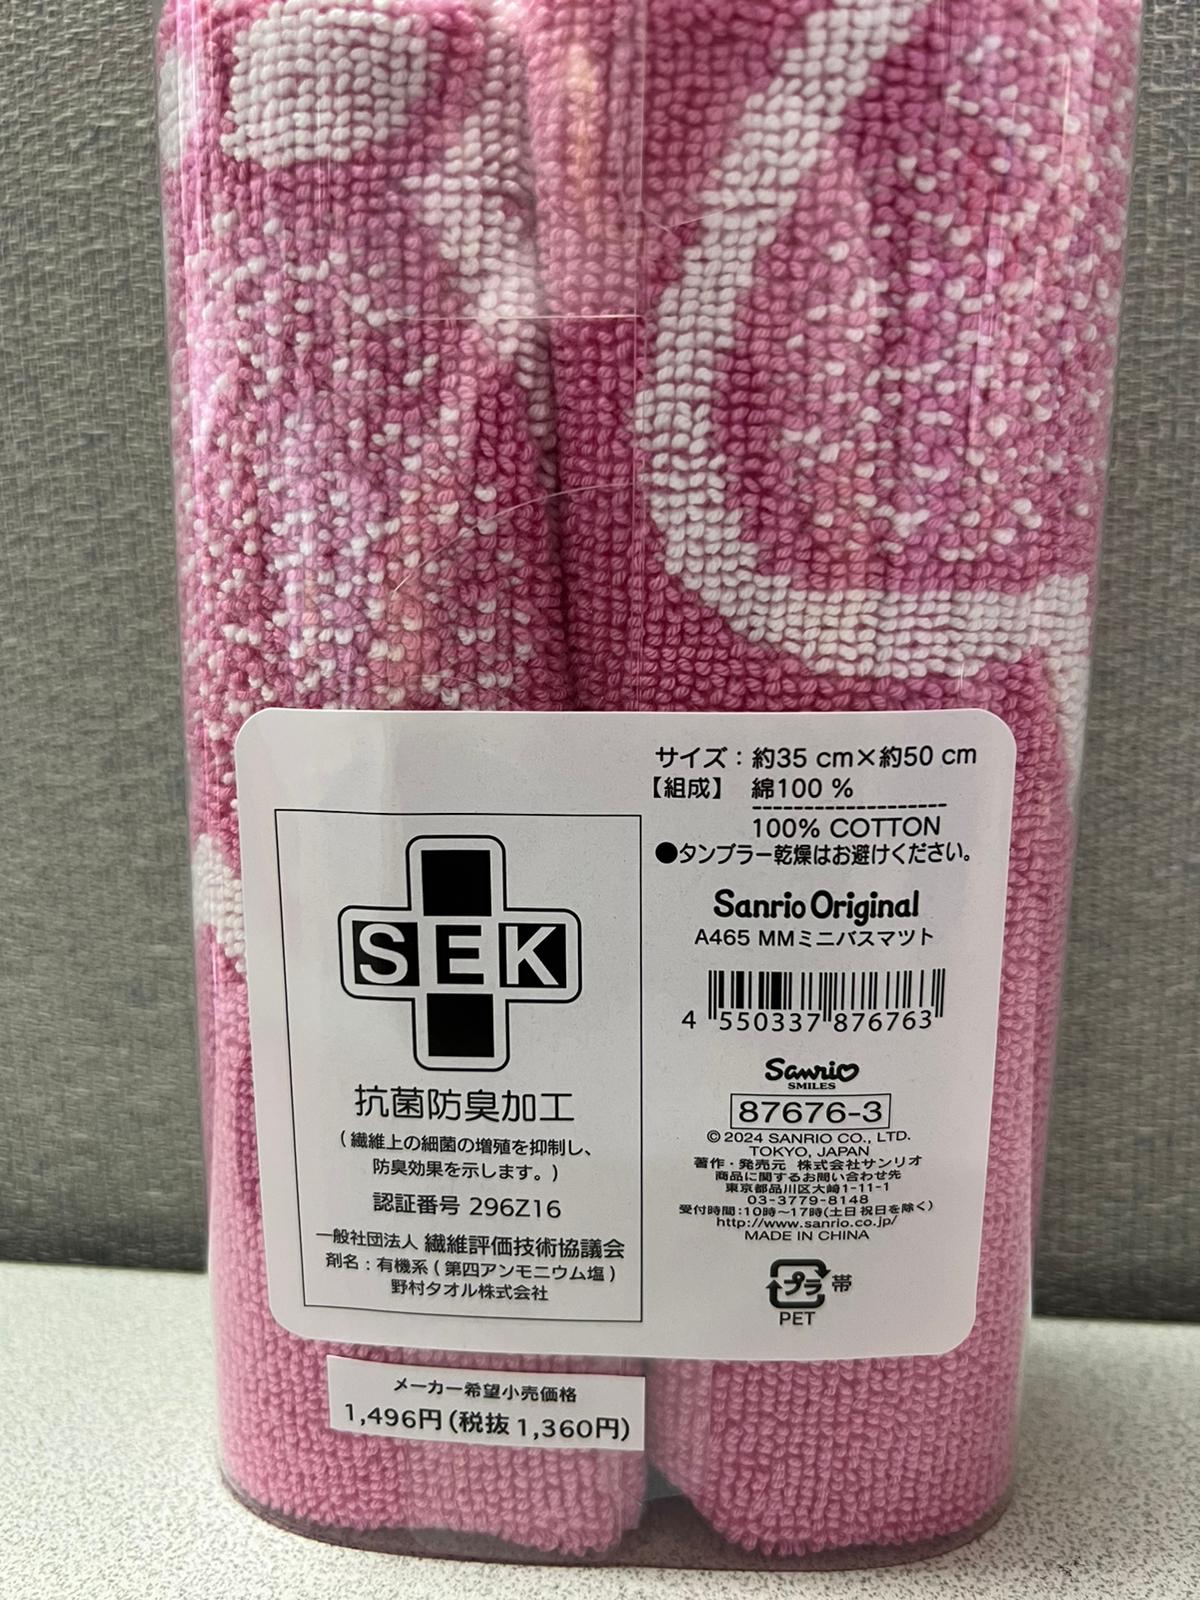 サイズ：約35 cm×約50 cm
【組成】 綿100 %
100% COTTON
●タンブラー乾燥はお避けください。
Sanrio Original
A465 MMミニバスマット
4 550337 876763
Sanrio
SMILES
87676-3
© 2024 SANRIO CO., LTD.
TOKYO, JAPAN
著作・発売元 株式会社サンリオ
商品に関するお問い合わせ先
東京都品川区大崎1-11-1
03-3779-8148
受付時間：10時〜17時(土日祝日を除く)
http://www.sanrio.co.jp/
MADE IN CHINA
プラ 帯
PET
SEK
抗菌防臭加工
(繊維上の細菌の増殖を抑制し、
防臭効果を示します。)
認証番号 296Z16
一般社団法人 繊維評価技術協議会
剤名：有機系(第四アンモニウム塩)
野村タオル株式会社
メーカー希望小売価格
1,496円(税抜1,360円)